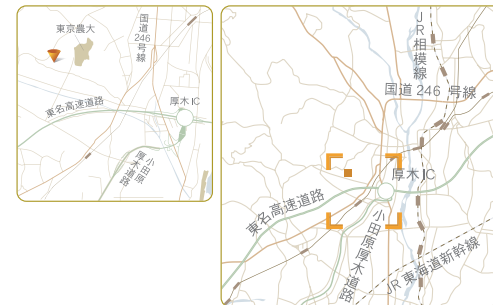 東京農大
国道
246
号線
東名高速道路
厚木IC
小田原
厚木道路
JR相模線
国道246号線
厚木IC
東名高速道路
小田原厚木道路
JR東海道新幹線